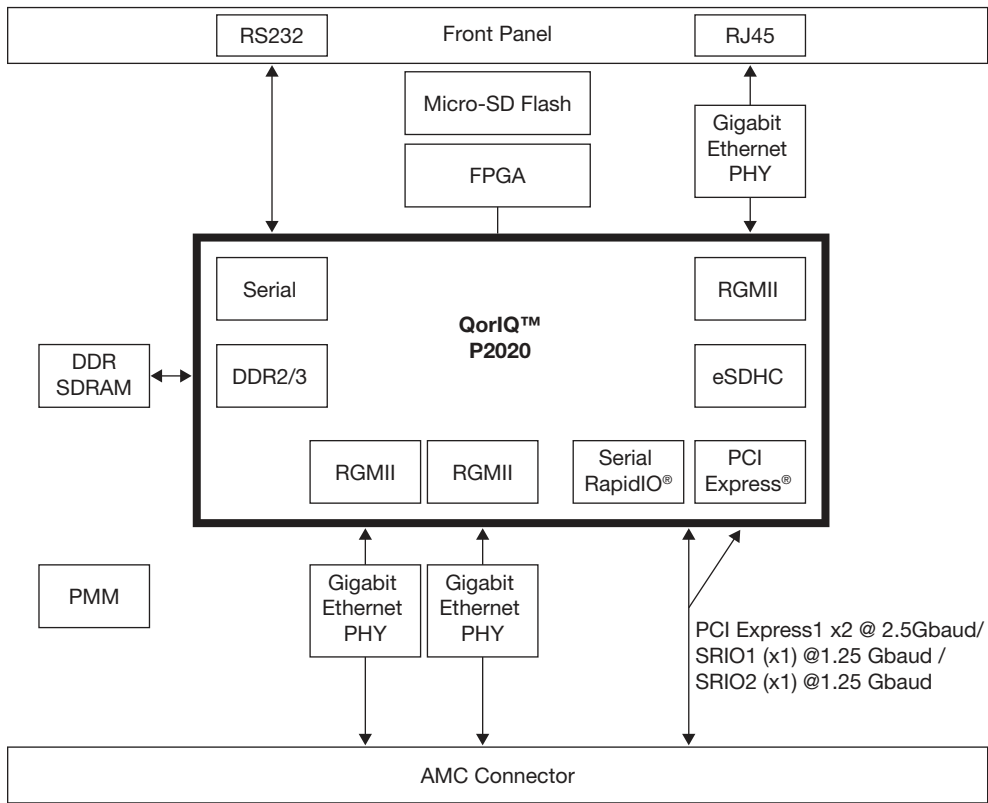 RS232
Front Panel
RJ45
Micro-SD Flash
Gigabit
Ethernet
PHY
FPGA
Serial
RGMII
QorIQ™
P2020
DDR
SDRAM
DDR2/3
eSDHC
RGMII
RGMII
Serial
RapidIO®
PCI
Express®
PMM
Gigabit
Ethernet
PHY
Gigabit
Ethernet
PHY
PCI Express1 x2 @ 2.5Gbaud/
SRIO1 (x1) @1.25 Gbaud /
SRIO2 (x1) @1.25 Gbaud
AMC Connector